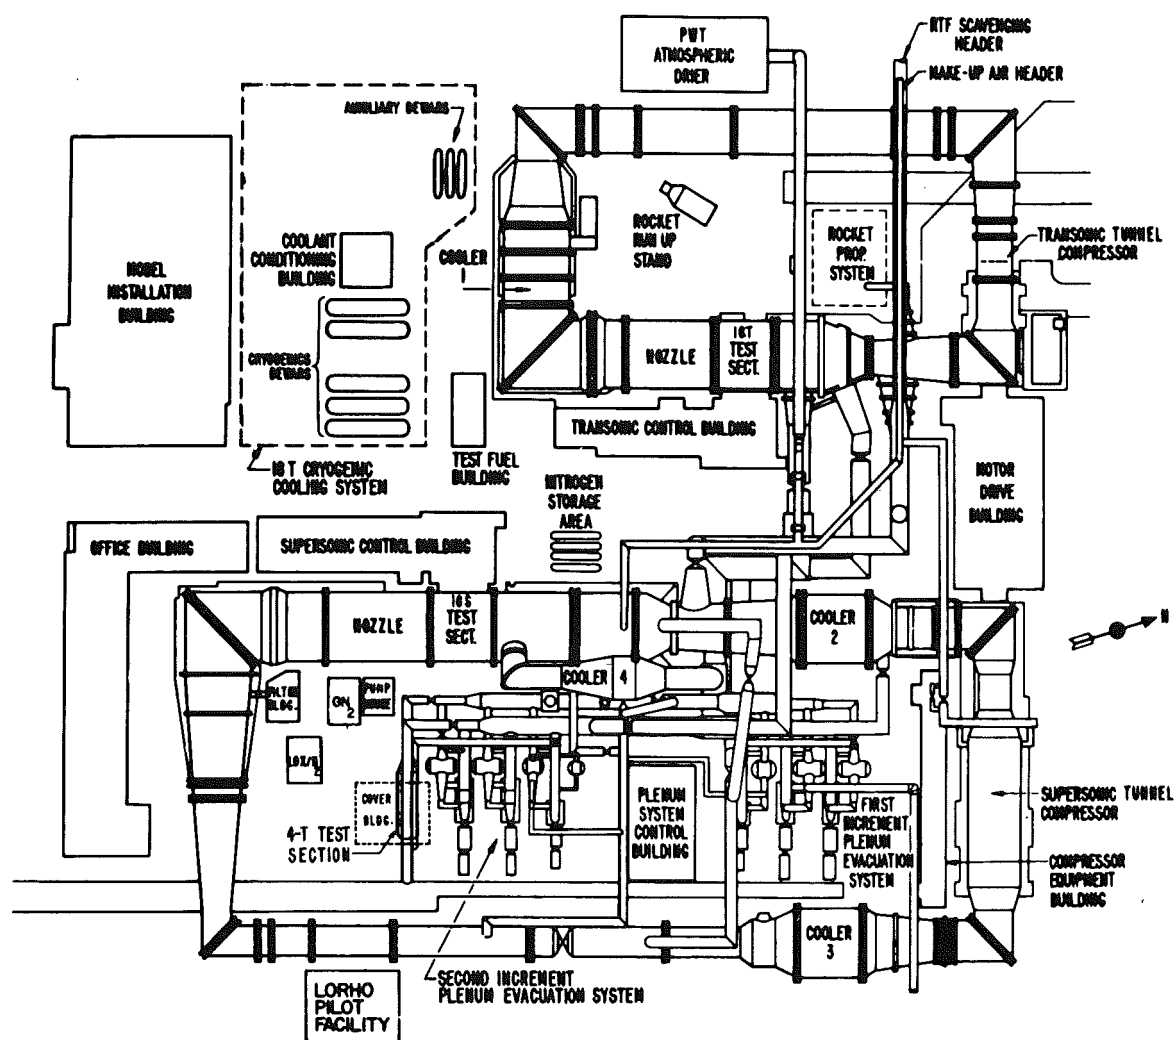 PWT
ATMOSPHERIC
DRIER
RTF SCAVENGING
HEADER
MAKE-UP AIR HEADER
AUXILIARY DEWARS
MODEL
INSTALLATION
BUILDING
COOLANT
CONDITIONING
BUILDING
COOLER
ROCKET
RUN UP
STAND
ROCKET
PROP.
SYSTEM
TRANSONIC TUNNEL
COMPRESSOR
CRYOGENICS
DEWARS
NOZZLE
16T
TEST
SECT.
TRANSONIC CONTROL BUILDING
16 T CRYOGENIC
COOLING SYSTEM
TEST FUEL
BUILDING
NITROGEN
STORAGE
AREA
MOTOR
DRIVE
BUILDING
OFFICE BUILDING
SUPERSONIC CONTROL BUILDING
NOZZLE
16S
TEST
SECT.
COOLER
2
N
COOLER 4
FILTER
BLDG.
GN2
PUMP
HOUSE
LOX/N2
COVER
BLDG.
4-T TEST
SECTION
PLENUM
SYSTEM
CONTROL
BUILDING
FIRST
INCREMENT
PLENUM
EVACUATION
SYSTEM
SUPERSONIC TUNNEL
COMPRESSOR
COMPRESSOR
EQUIPMENT
BUILDING
COOLER
3
SECOND INCREMENT
PLENUM EVACUATION SYSTEM
LORHO
PILOT
FACILITY